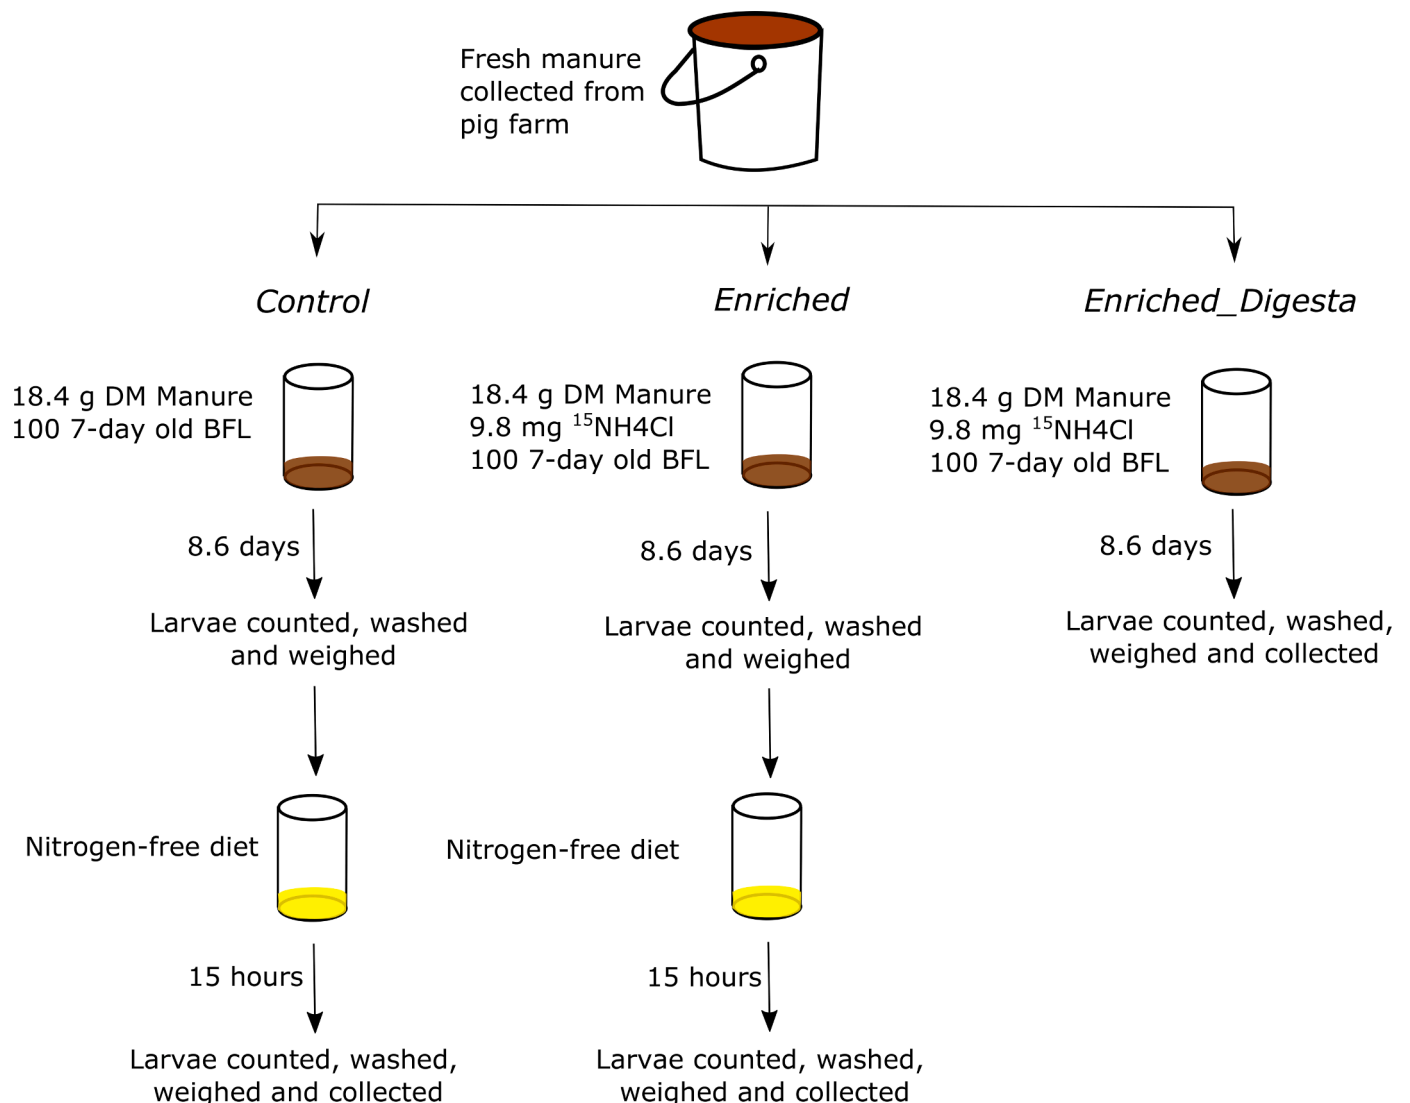 Fresh manure
collected from
pig farm
Control
Enriched
Enriched_Digesta
18.4 g DM Manure
100 7-day old BFL
18.4 g DM Manure
9.8 mg ¹⁵NH4Cl
100 7-day old BFL
18.4 g DM Manure
9.8 mg ¹⁵NH4Cl
100 7-day old BFL
8.6 days
8.6 days
8.6 days
Larvae counted, washed
and weighed
Larvae counted, washed
and weighed
Larvae counted, washed,
weighed and collected
Nitrogen-free diet
Nitrogen-free diet
15 hours
15 hours
Larvae counted, washed,
weighed and collected
Larvae counted, washed,
weighed and collected